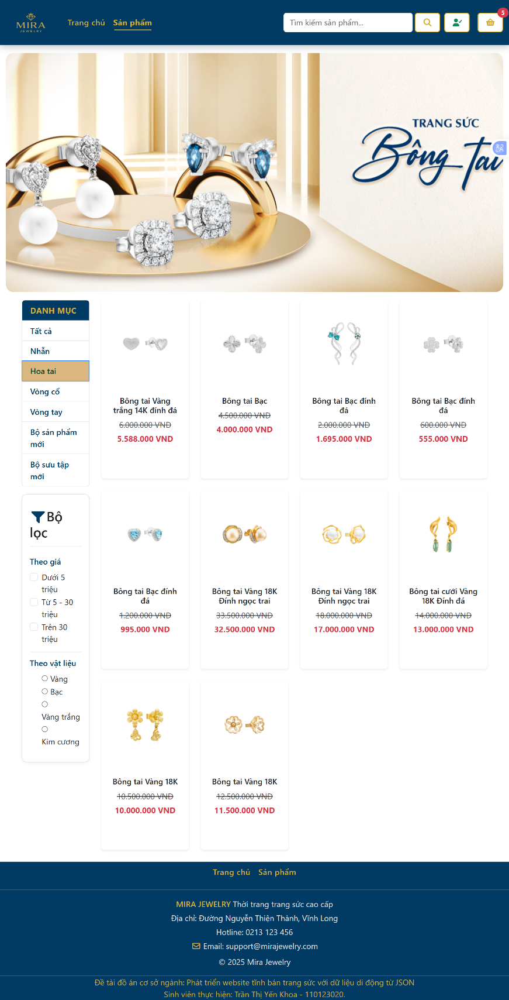 MIRA
JEWELRY
Trang chủ
Sản phẩm
Tìm kiếm sản phẩm...
5
TRANG SỨC
Bông Tai
DANH MỤC
Tất cả
Nhẫn
Hoa tai
Vòng cổ
Vòng tay
Bộ sản phẩm
mới
Bộ sưu tập
mới
Bộ
lọc
Theo giá
Dưới 5
triệu
Từ 5 - 30
triệu
Trên 30
triệu
Theo vật liệu
Vàng
Bạc
Vàng trắng
Kim cương
Bông tai Vàng
trắng 14K đính đá
6.000.000 VND
5.588.000 VND
Bông tai Bạc
4.500.000 VND
4.000.000 VND
Bông tai Bạc đính
đá
2.000.000 VND
1.695.000 VND
Bông tai Bạc đính
đá
600.000 VND
555.000 VND
Bông tai Bạc đính
đá
1.200.000 VND
995.000 VND
Bông tai Vàng 18K
Đính ngọc trai
33.500.000 VND
32.500.000 VND
Bông tai Vàng 18K
Đính ngọc trai
18.000.000 VND
17.000.000 VND
Bông tai cưới Vàng
18K Đính đá
14.000.000 VND
13.000.000 VND
Bông tai Vàng 18K
10.500.000 VND
10.000.000 VND
Bông tai Vàng 18K
12.500.000 VND
11.500.000 VND
Trang chủ Sản phẩm
MIRA JEWELRY Thời trang trang sức cao cấp
Địa chỉ: Đường Nguyễn Thiện Thành, Vĩnh Long
Hotline: 0213 123 456
Email: support@mirajewelry.com
© 2025 Mira Jewelry
Đề tài đồ án cơ sở ngành: Phát triển website tĩnh bán trang sức với dữ liệu di động từ JSON
Sinh viên thực hiện: Trần Thị Yến Khoa - 110123020.